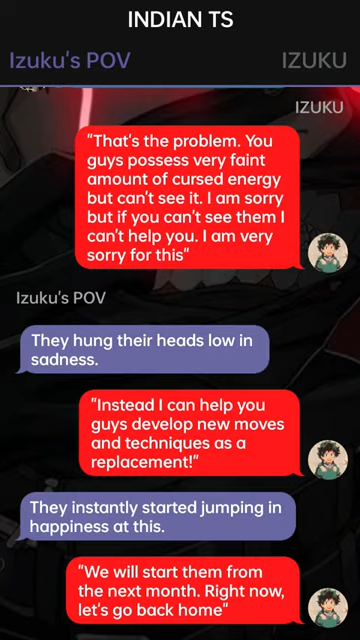 INDIAN TS
Izuku's POV
IZUKU
IZUKU
"That's the problem. You
guys possess very faint
amount of cursed energy
but can't see it. I am sorry
but if you can't see them I
can't help you. I am very
sorry for this"
Izuku's POV
They hung their heads low in
sadness.
"Instead I can help you
guys develop new moves
and techniques as a
replacement!"
They instantly started jumping in
happiness at this.
"We will start them from
the next month. Right now,
let's go back home"